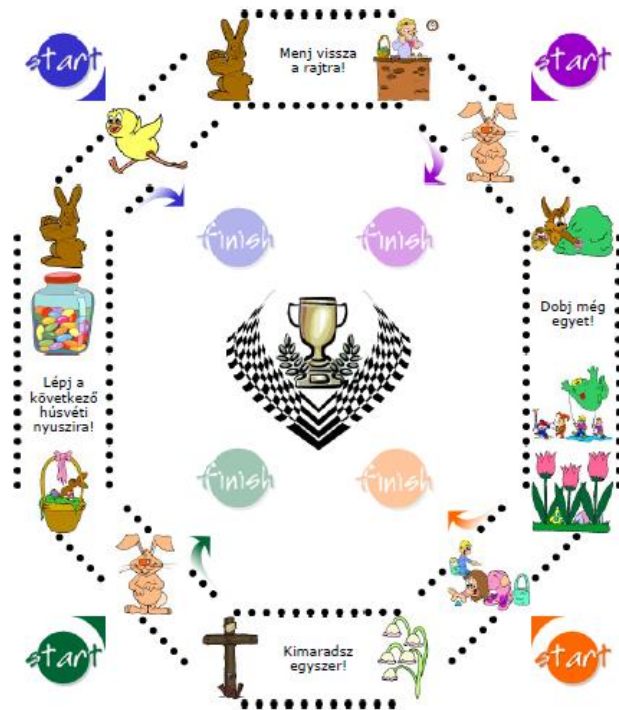 start
Menj vissza
a rajtra!
start
finish
finish
Dobj még
egyet!
Lépj a
következő
húsvéti
nyuszira!
finish
finish
start
Kimaradsz
egyszer!
start